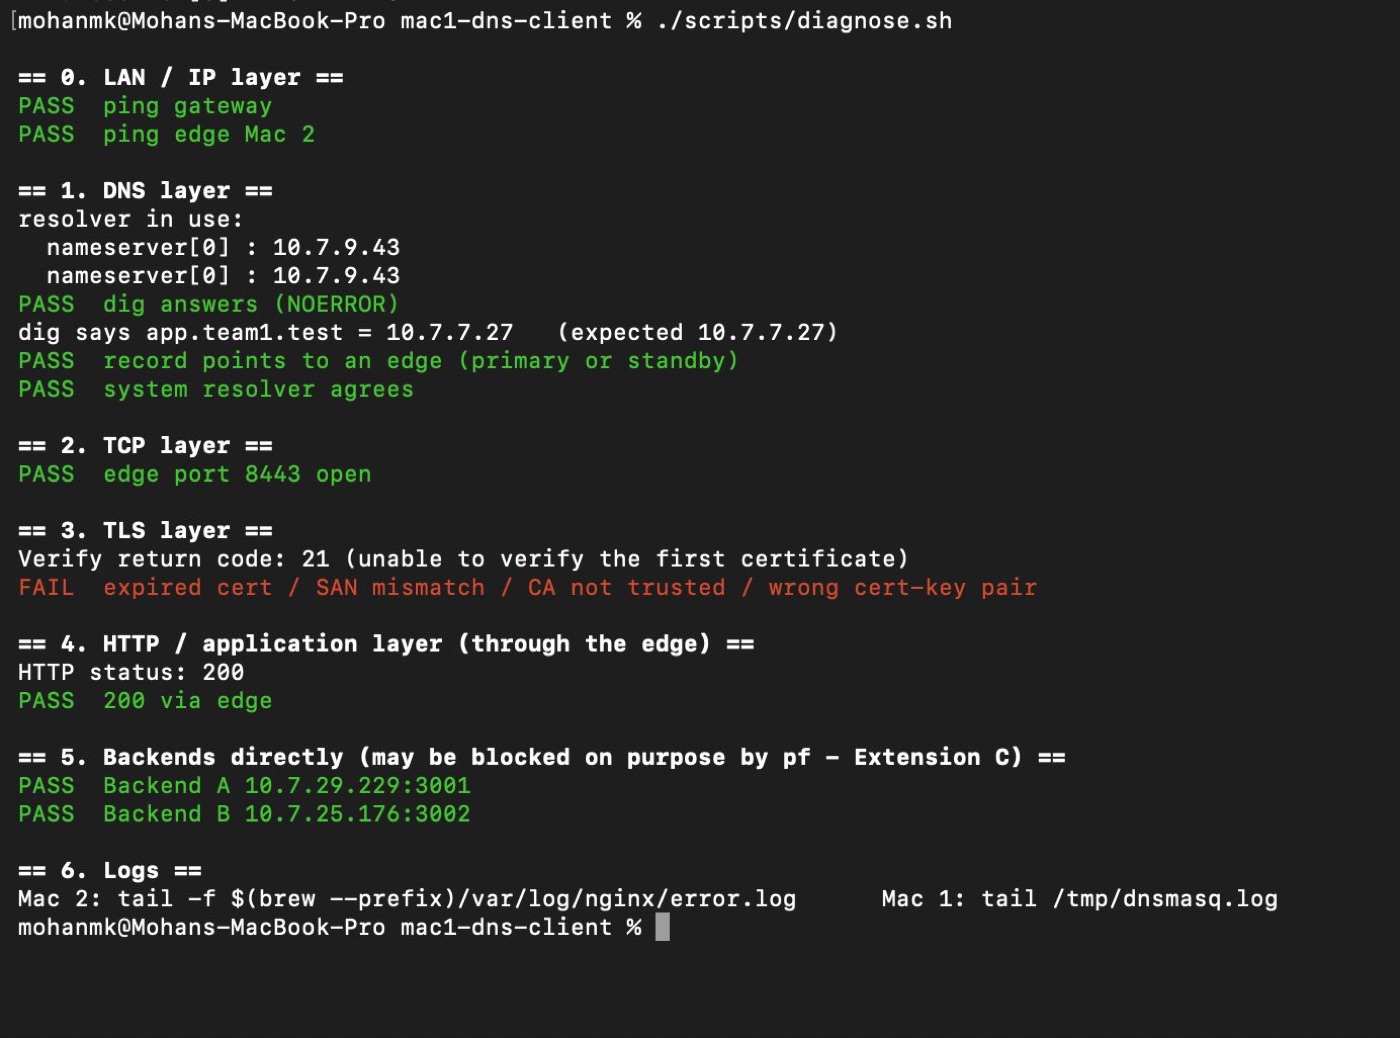 [mohanmk@Mohans-MacBook-Pro mac1-dns-client % ./scripts/diagnose.sh
== 0. LAN / IP layer ==
PASS  ping gateway
PASS  ping edge Mac 2
== 1. DNS layer ==
resolver in use:
  nameserver[0] : 10.7.9.43
  nameserver[0] : 10.7.9.43
PASS  dig answers (NOERROR)
dig says app.team1.test = 10.7.7.27   (expected 10.7.7.27)
PASS  record points to an edge (primary or standby)
PASS  system resolver agrees
== 2. TCP layer ==
PASS  edge port 8443 open
== 3. TLS layer ==
Verify return code: 21 (unable to verify the first certificate)
FAIL  expired cert / SAN mismatch / CA not trusted / wrong cert-key pair
== 4. HTTP / application layer (through the edge) ==
HTTP status: 200
PASS  200 via edge
== 5. Backends directly (may be blocked on purpose by pf - Extension C) ==
PASS  Backend A 10.7.29.229:3001
PASS  Backend B 10.7.25.176:3002
== 6. Logs ==
Mac 2: tail -f $(brew --prefix)/var/log/nginx/error.log      Mac 1: tail /tmp/dnsmasq.log
mohanmk@Mohans-MacBook-Pro mac1-dns-client %